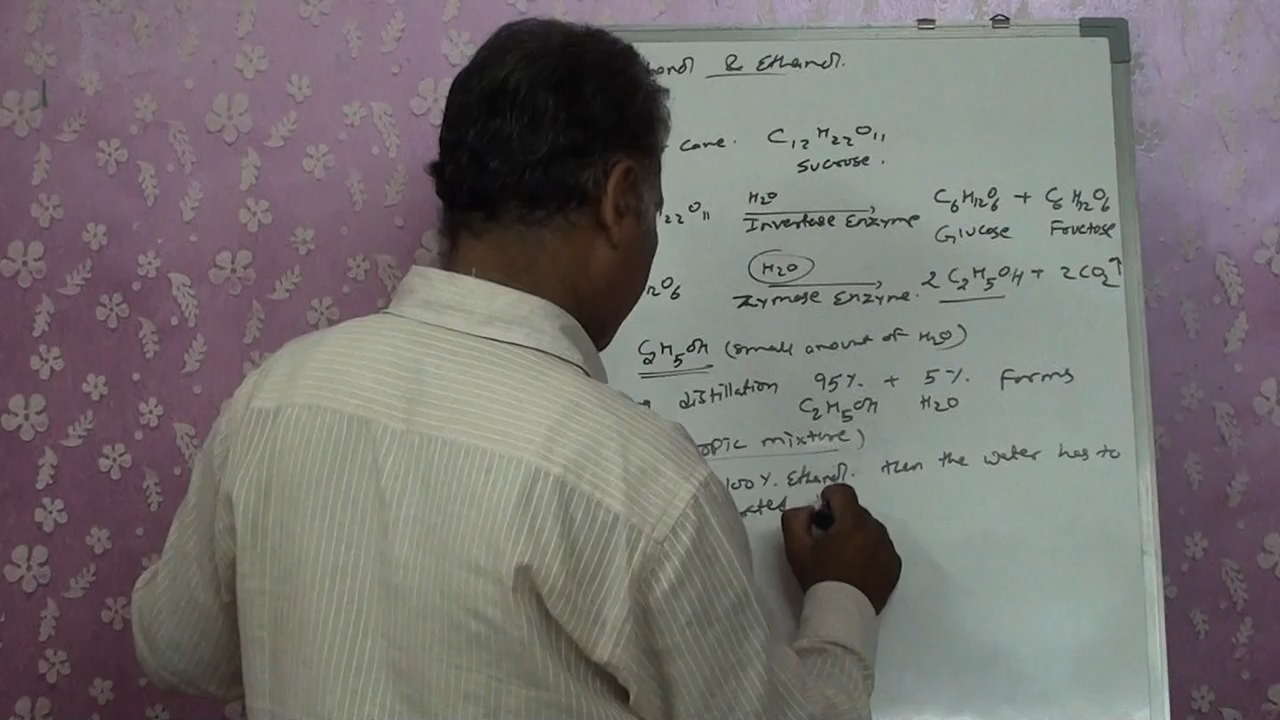 & Ethanol.
cane. C12H22O11
Sucrose.
22O11 H2O C6H12O6 + C6H12O6
Invertase Enzyme Glucose Fructose
12O6 H2O 2C2H5OH + 2CO2↑
Zymase Enzyme.
C2H5OH (small amount of H2O)
distillation 95% + 5% forms
C2H5OH H2O
opic mixture)
100% Ethanol. then the water has to